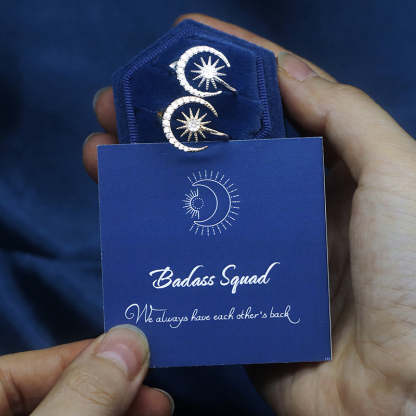 Badass Squad
We always have each other's back